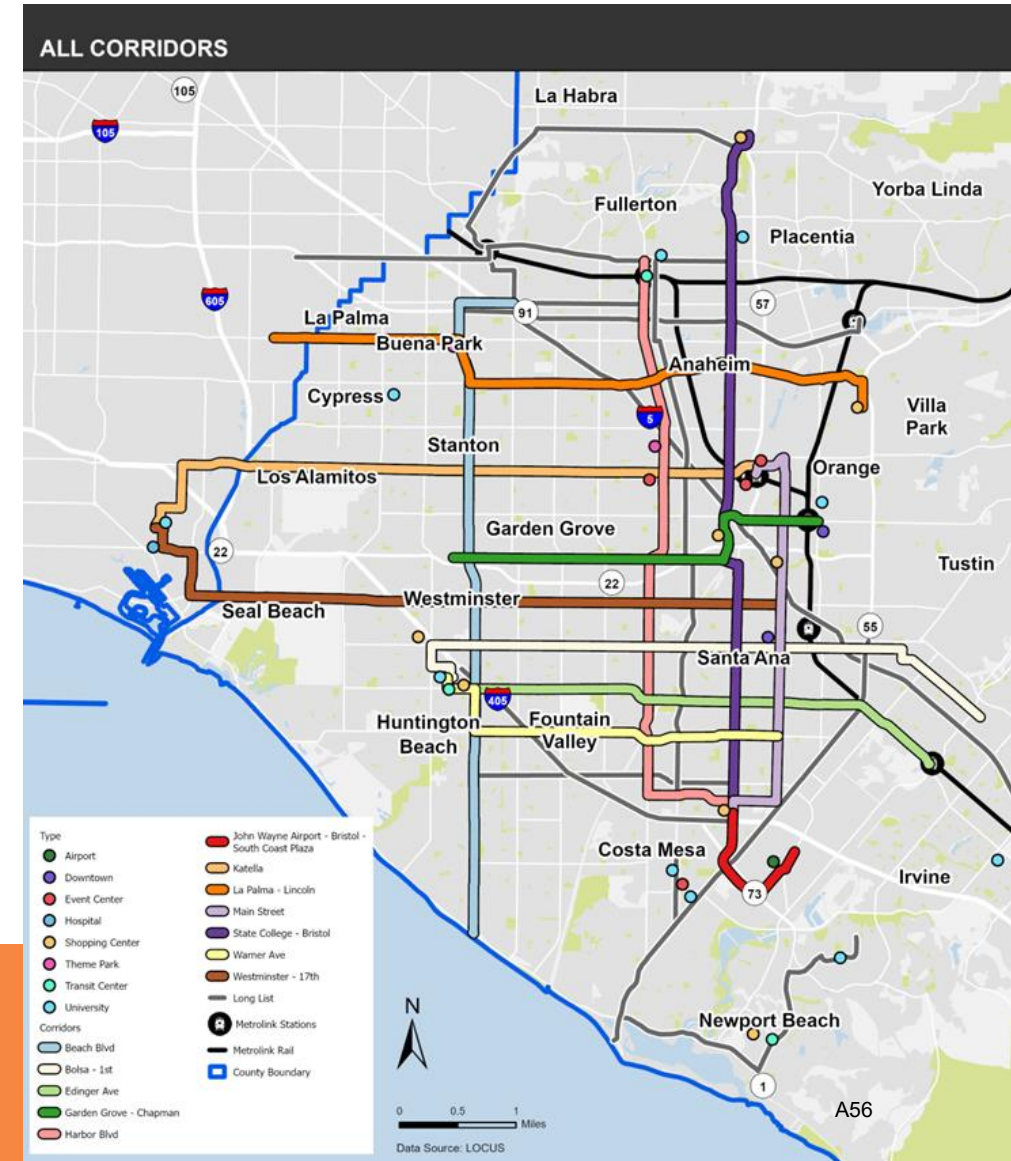 ALL CORRIDORS
105
105
La Habra
Yorba Linda
Fullerton
Placentia
605
57
La Palma
91
Buena Park
Anaheim
Cypress
Villa
Park
5
Stanton
Orange
Los Alamitos
Garden Grove
22
Tustin
22
Westminster
Seal Beach
55
Santa Ana
405
Huntington
Beach
Fountain
Valley
Costa Mesa
Irvine
73
Newport Beach
1
A56
Type
Airport
Downtown
Event Center
Hospital
Shopping Center
Theme Park
Transit Center
University
Corridors
Beach Blvd
Bolsa - 1st
Edinger Ave
Garden Grove - Chapman
Harbor Blvd
John Wayne Airport - Bristol -
South Coast Plaza
Katella
La Palma - Lincoln
Main Street
State College - Bristol
Warner Ave
Westminster - 17th
Long List
Metrolink Stations
Metrolink Rail
County Boundary
N
0 0.5 1
Miles
Data Source: LOCUS